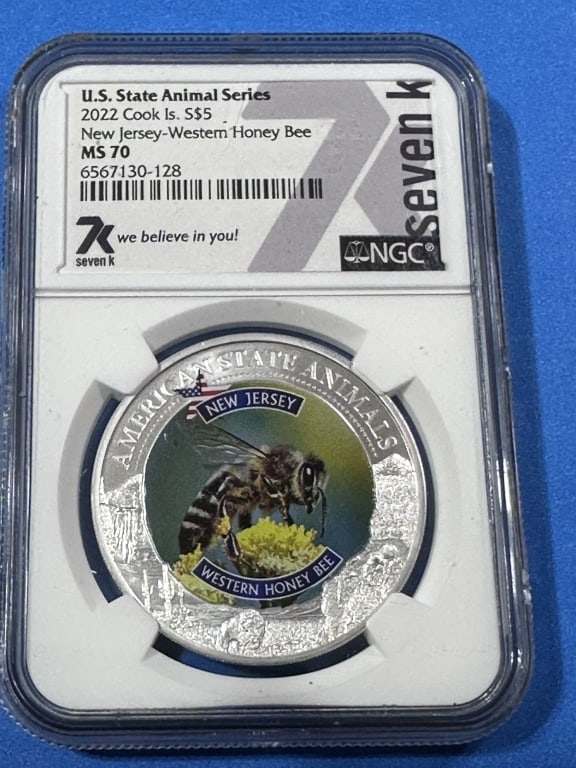 U.S. State Animal Series
2022 Cook Is. S$5
New Jersey-Western Honey Bee
MS 70
6567130-128
7k
seven k
we believe in you!
seven k
NGC®
AMERICAN STATE ANIMALS
NEW JERSEY
WESTERN HONEY BEE